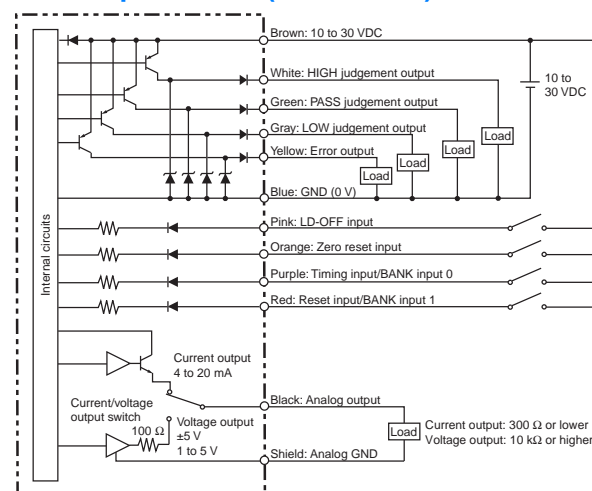 Brown: 10 to 30 VDC
White: HIGH judgement output
10 to
30 VDC
Green: PASS judgement output
Gray: LOW judgement output
Yellow: Error output
Load
Load
Load
Load
Blue: GND (0 V)
Internal circuits
Pink: LD-OFF input
Orange: Zero reset input
Purple: Timing input/BANK input 0
Red: Reset input/BANK input 1
Current output
4 to 20 mA
Current/voltage
output switch
Black: Analog output
100 Ω
Voltage output
±5 V
1 to 5 V
Load
Current output: 300 Ω or lower
Voltage output: 10 kΩ or higher
Shield: Analog GND